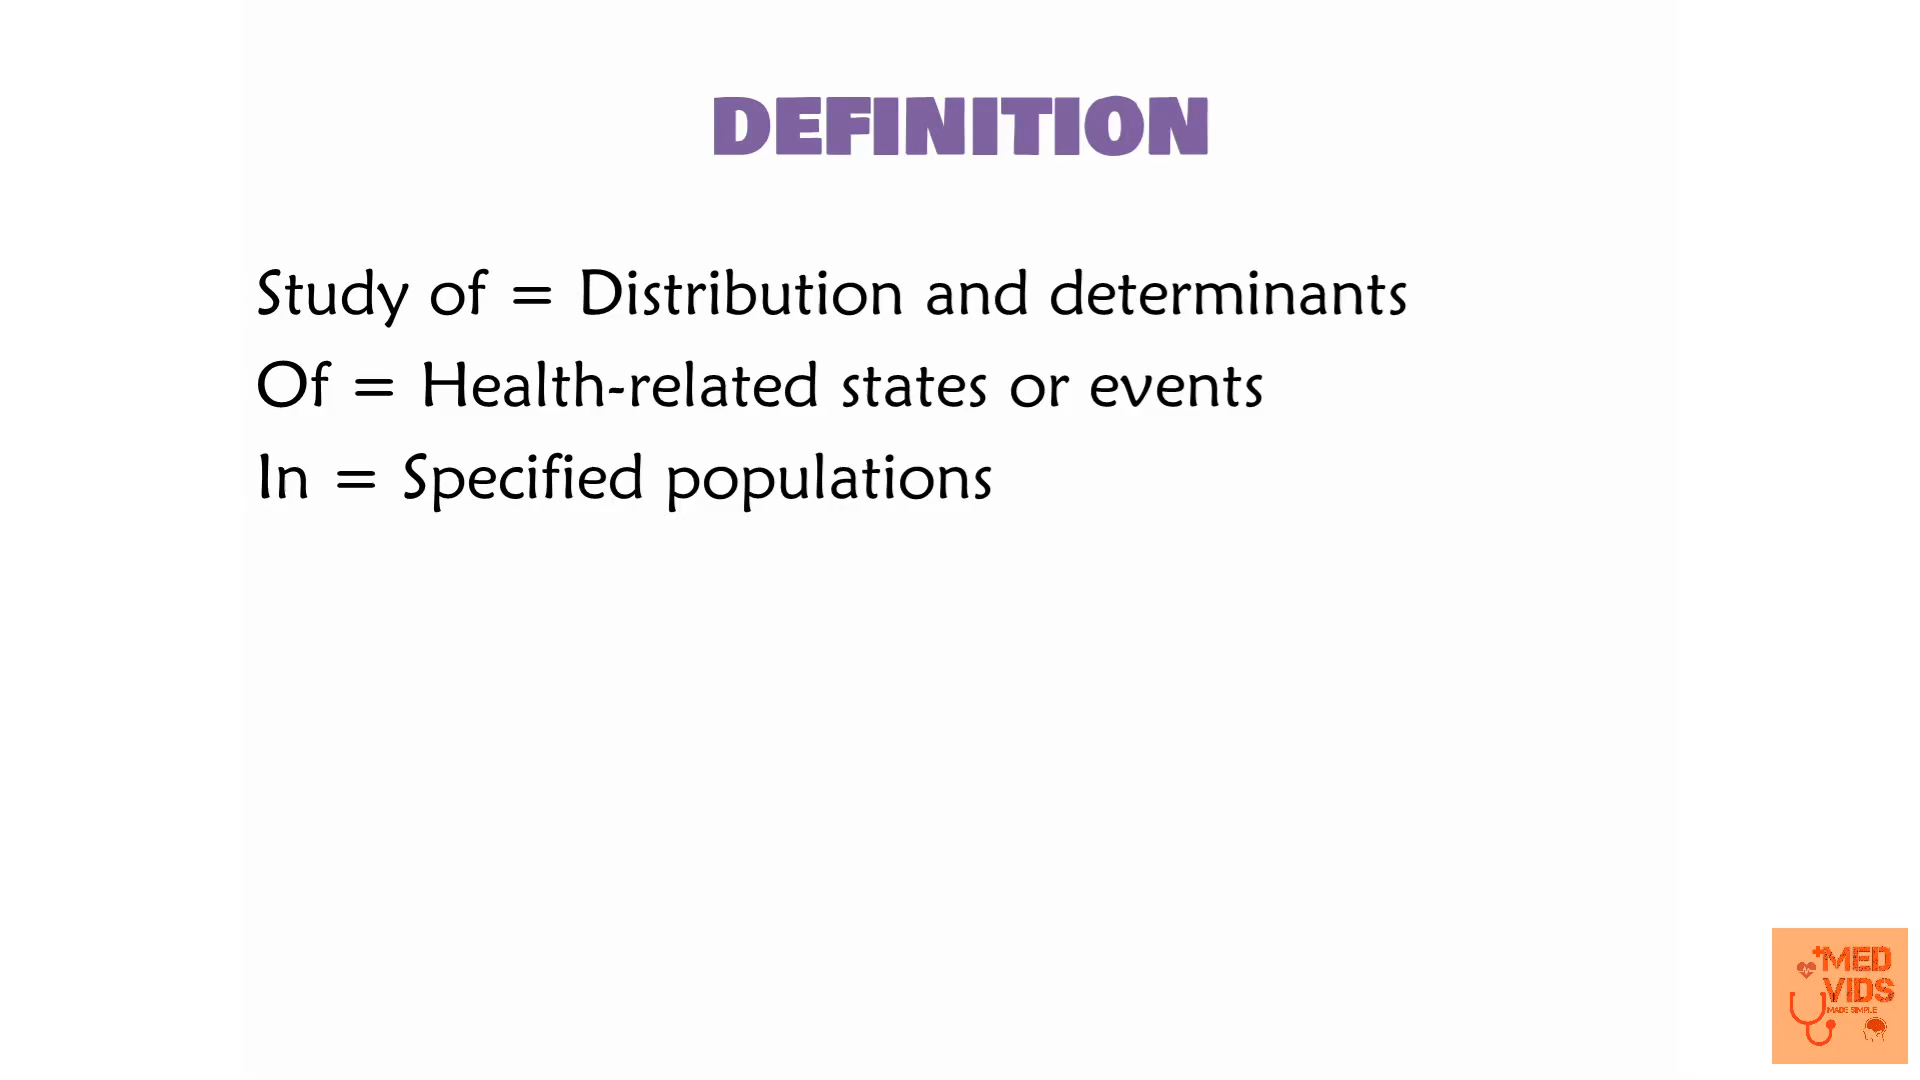 DEFINITION
Study of = Distribution and determinants
Of = Health-related states or events
In = Specified populations
MED
VIDS
MADE SIMPLE